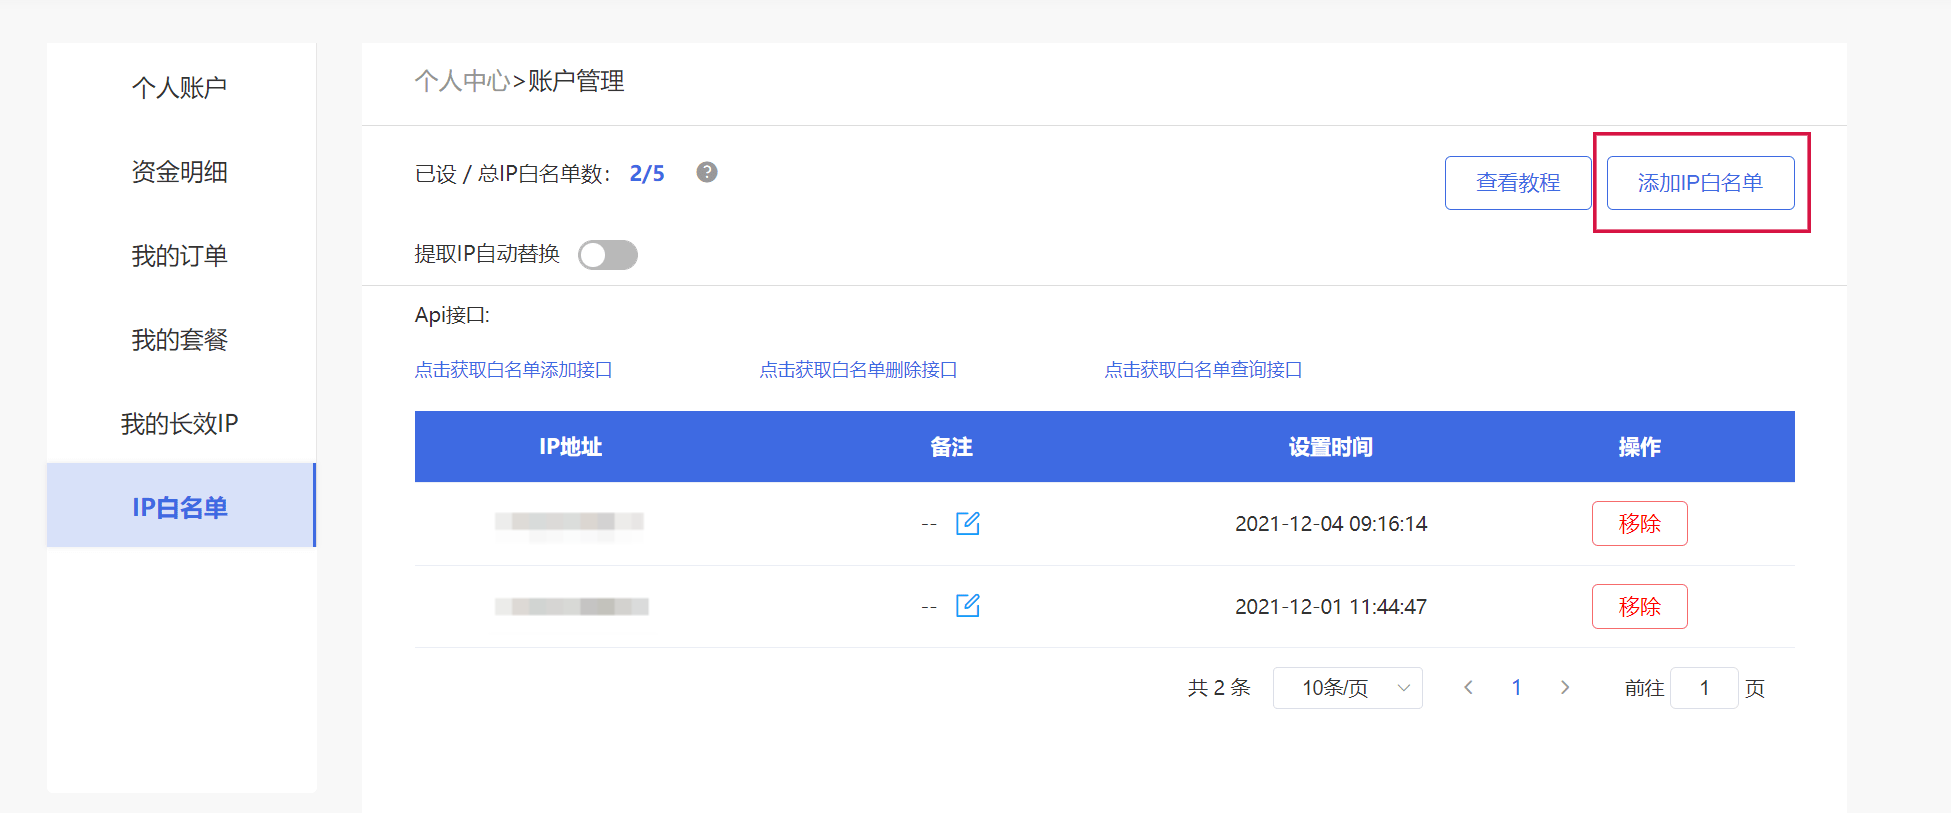 个人账户
资金明细
我的订单
我的套餐
我的长效IP
IP白名单
个人中心>账户管理
已设 / 总IP白名单数： 2/5 ?
查看教程 添加IP白名单
提取IP自动替换
Api接口:
点击获取白名单添加接口 点击获取白名单删除接口 点击获取白名单查询接口
IP地址 备注 设置时间 操作
-- 2021-12-04 09:16:14 移除
-- 2021-12-01 11:44:47 移除
共 2 条 10条/页 1 前往 1 页